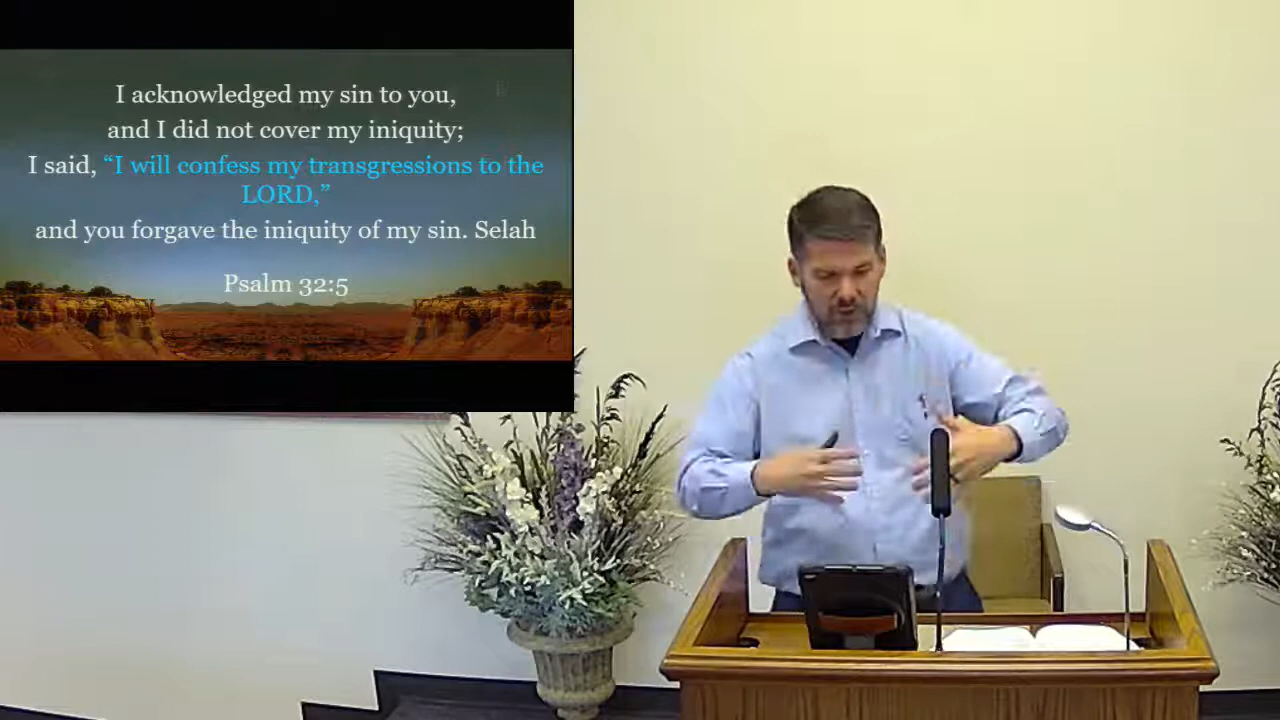 I acknowledged my sin to you,
and I did not cover my iniquity;
I said, “I will confess my transgressions to the
LORD,”
and you forgave the iniquity of my sin. Selah
Psalm 32:5